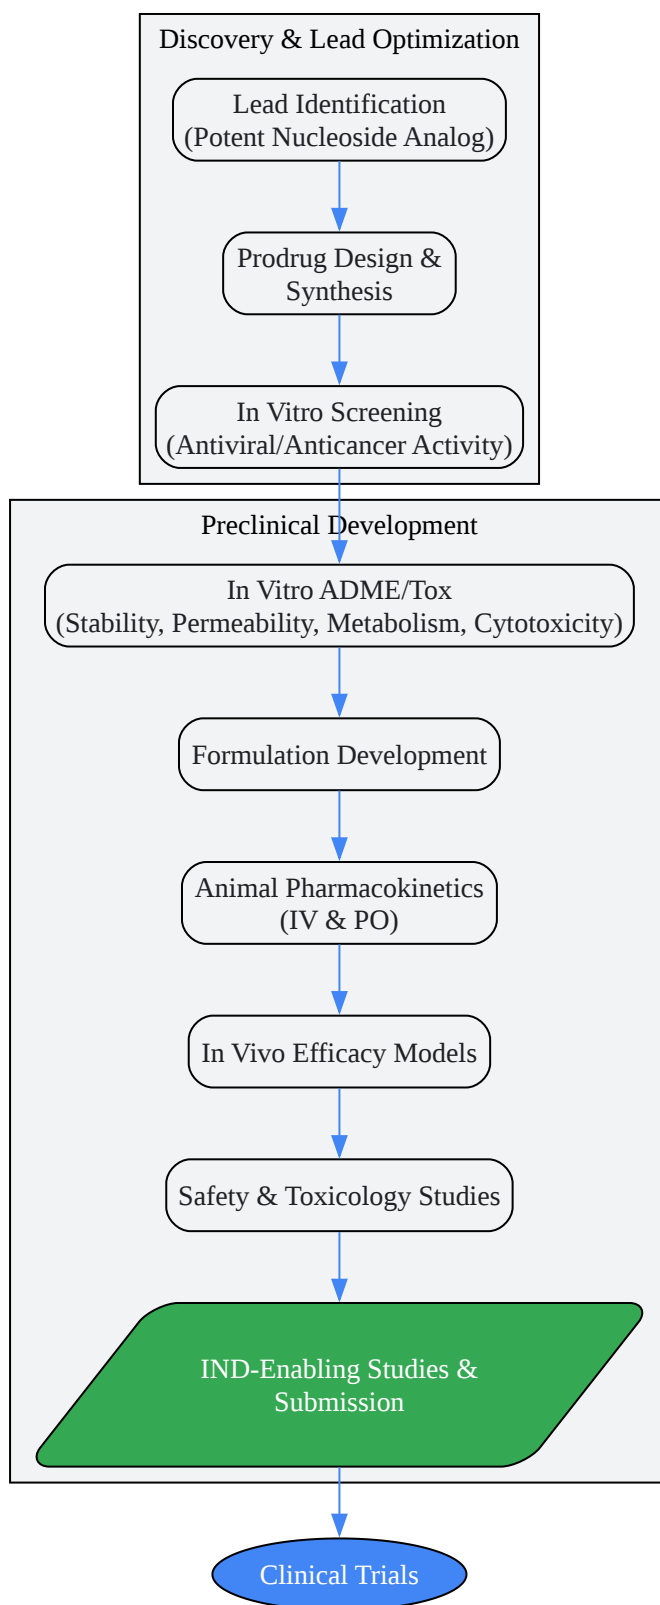 Discovery & Lead Optimization
Lead Identification
(Potent Nucleoside Analog)
Prodrug Design &
Synthesis
In Vitro Screening
(Antiviral/Anticancer Activity)
Preclinical Development
In Vitro ADME/Tox
(Stability, Permeability, Metabolism, Cytotoxicity)
Formulation Development
Animal Pharmacokinetics
(IV & PO)
In Vivo Efficacy Models
Safety & Toxicology Studies
IND-Enabling Studies &
Submission
Clinical Trials